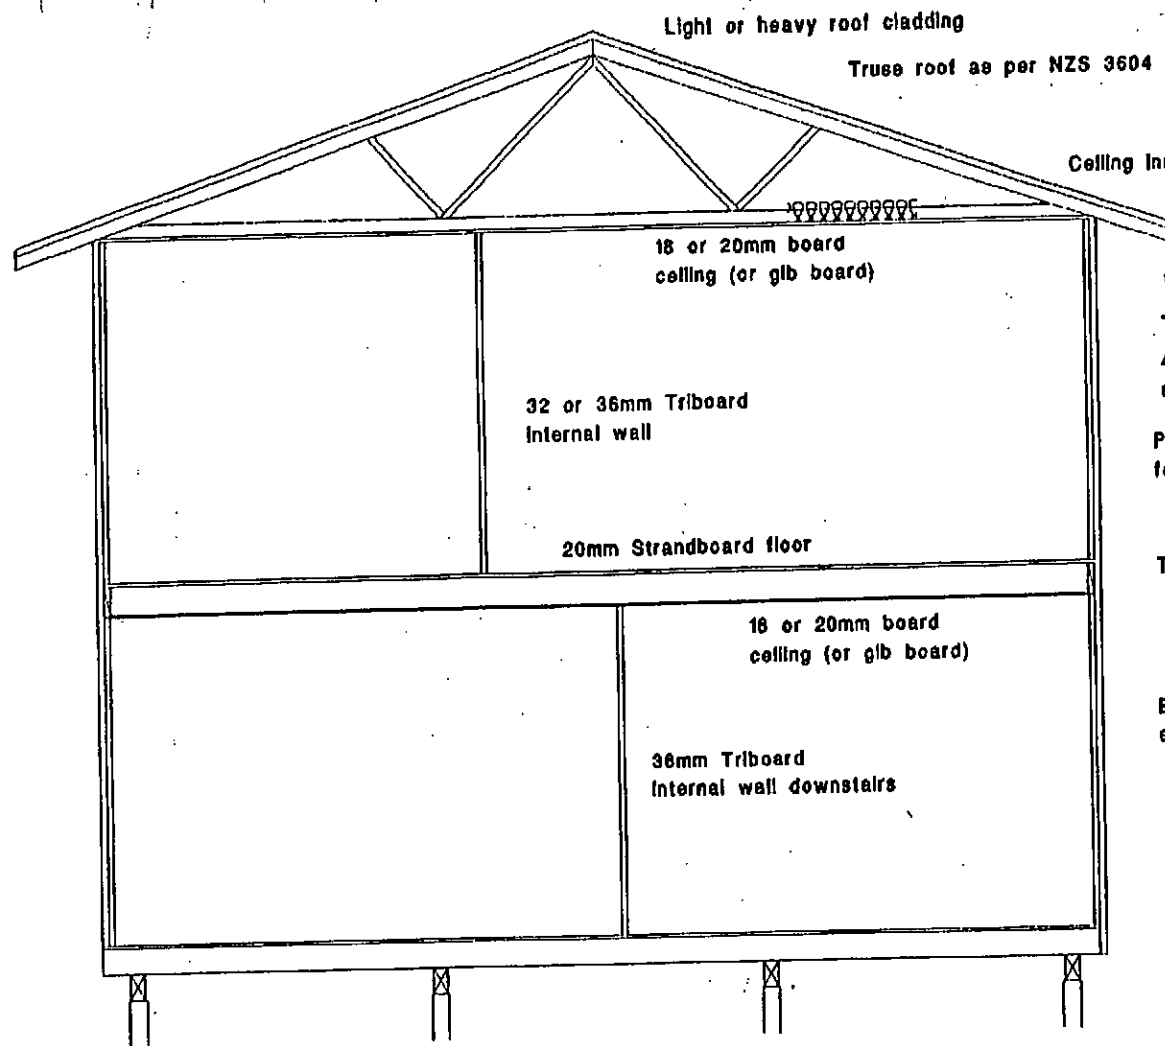 Light or heavy roof cladding
Truss roof as per NZS 3604
Ceiling
18 or 20mm board
ceiling (or gib board)
32 or 36mm Triboard
Internal wall
20mm Strandboard floor
16 or 20mm board
ceiling (or gib board)
36mm Triboard
Internal wall downstairs